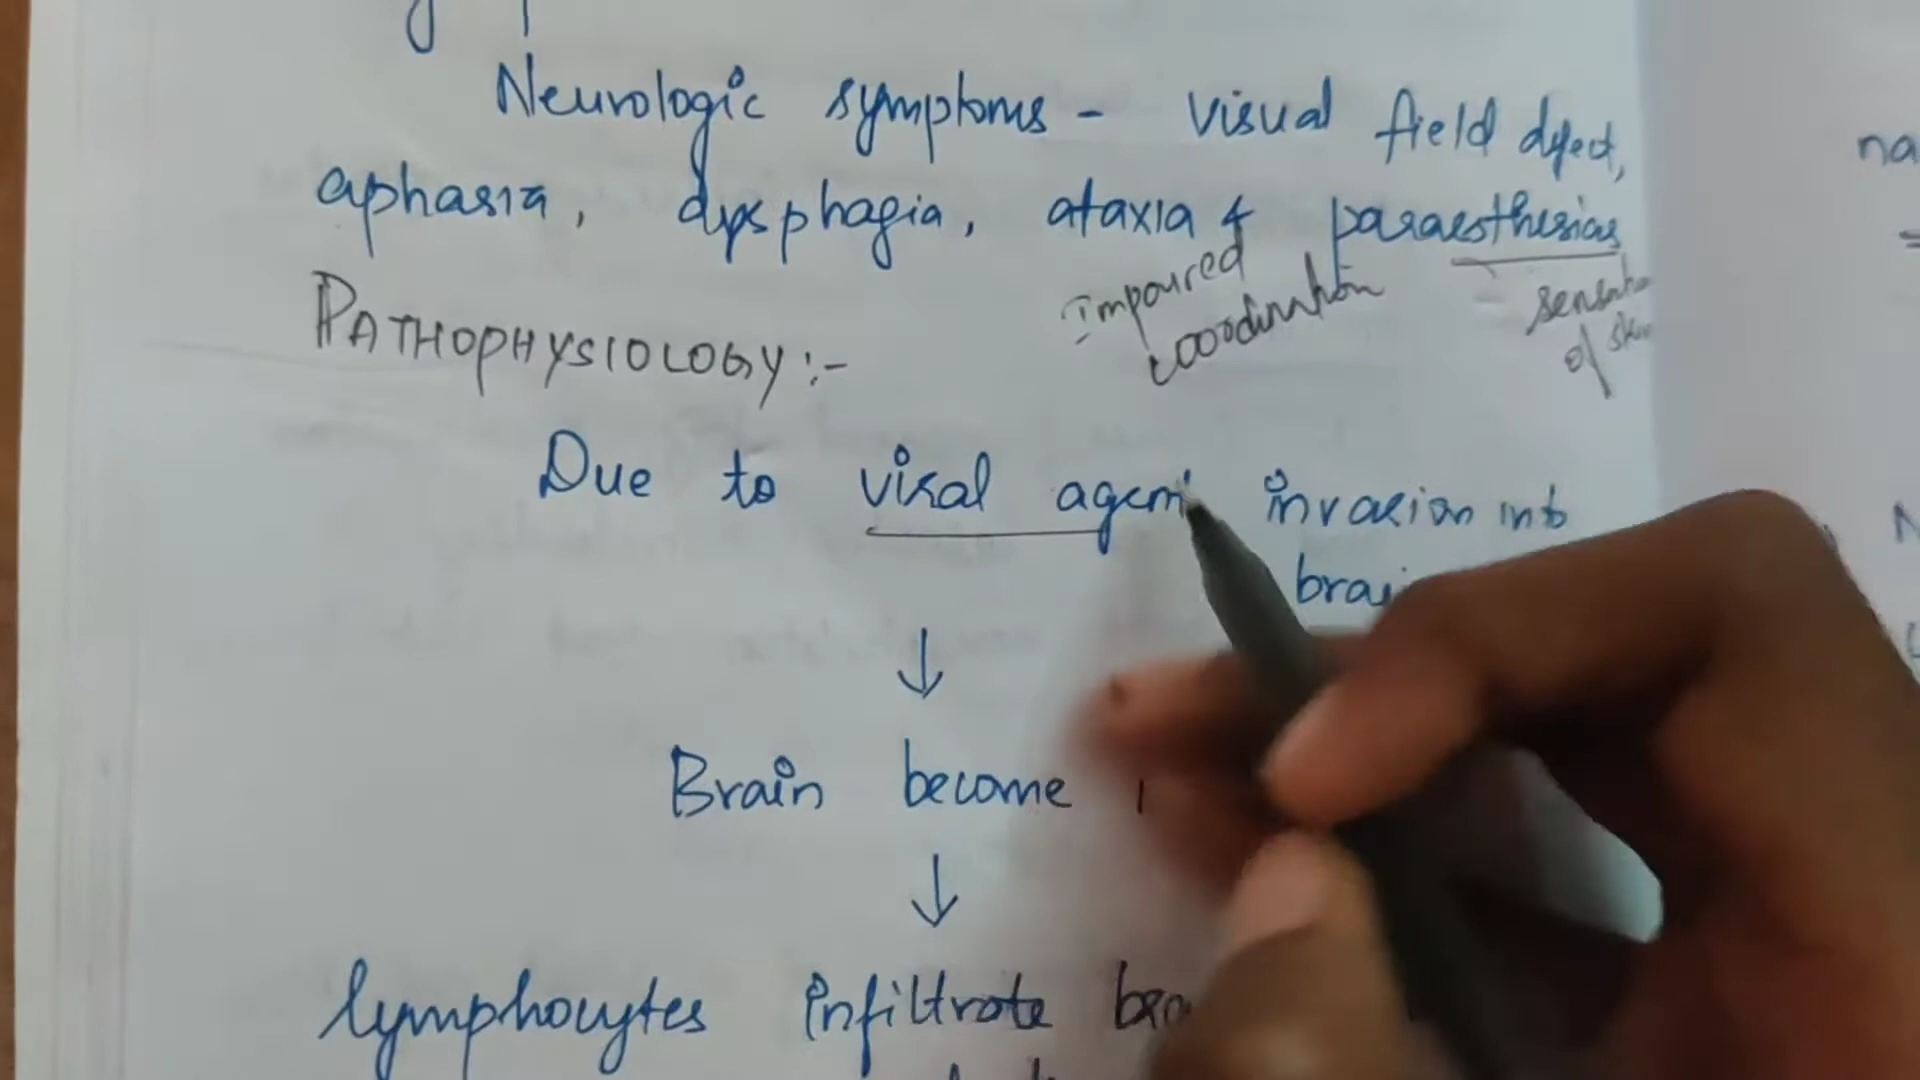 Neurologic symptoms - visual field defect,
aphasia, dysphagia, ataxia & paraesthesias
Impaired coordination
of
PATHOPHYSIOLOGY :-
Due to viral agent invasion into
↓
Brain become
↓
lymphocytes infiltrate